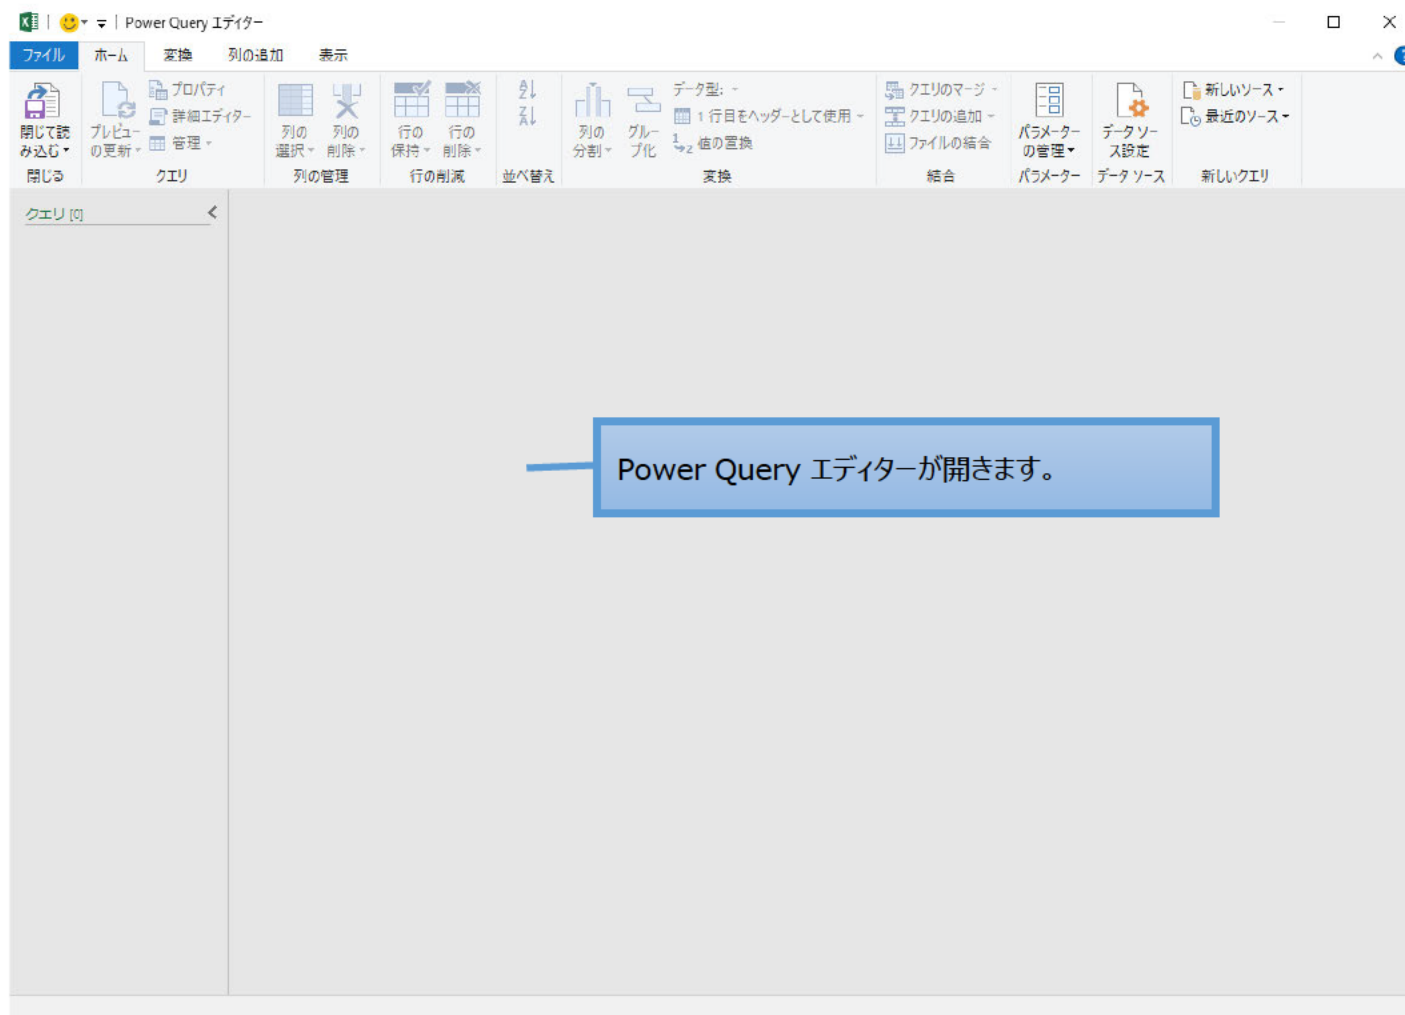 Power Query エディター
ファイル ホーム 変換 列の追加 表示
閉じて読み込む
プレビューの更新
プロパティ
詳細エディター
管理
列の選択
列の削除
行の保持
行の削除
列の分割
グループ化
データ型:
1 行目をヘッダーとして使用
値の置換
クエリのマージ
クエリの追加
ファイルの結合
パラメーターの管理
データ ソース設定
新しいソース
最近のソース
閉じる クエリ 列の管理 行の削減 並べ替え 変換 結合 パラメーター データ ソース 新しいクエリ
クエリ [0]
Power Query エディターが開きます。